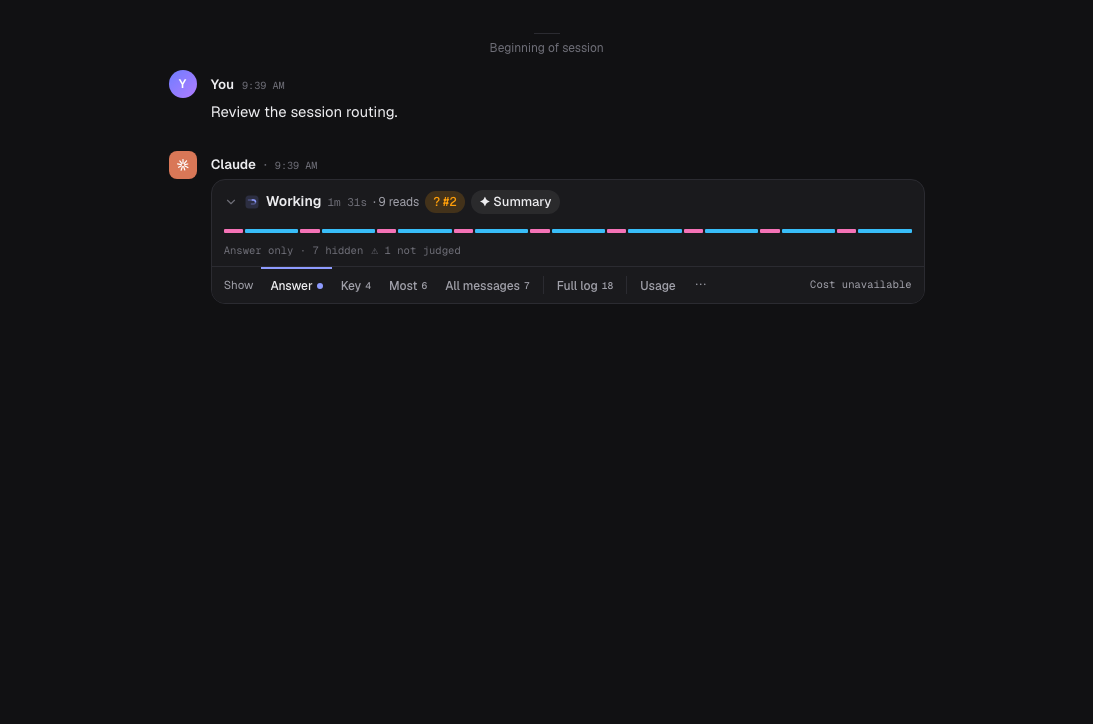 Beginning of session
Y You 9:39 AM
Review the session routing.
Claude · 9:39 AM
Working 1m 31s · 9 reads ? #2 ✦ Summary
Answer only · 7 hidden ⚠ 1 not judged
Show Answer Key 4 Most 6 All messages 7 Full log 18 Usage ··· Cost unavailable